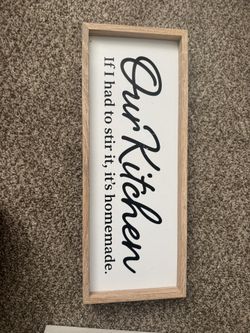 Our Kitchen
If I had to stir it, it's homemade.